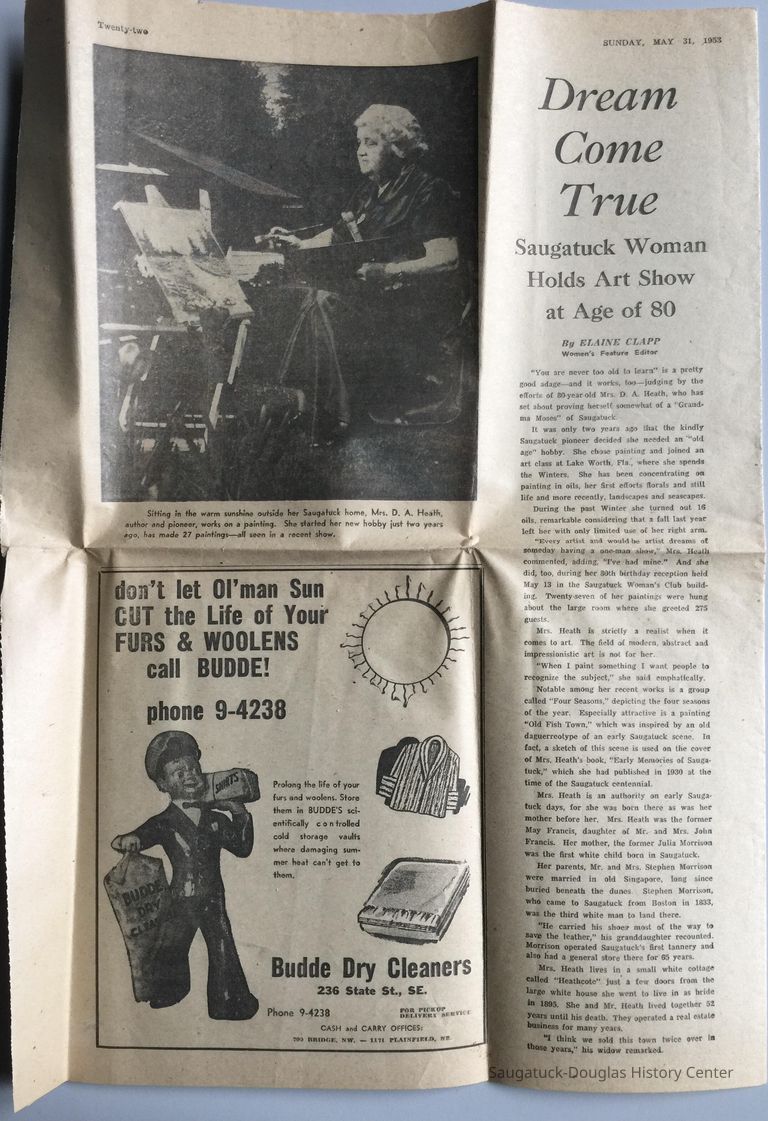 Twenty-two
SUNDAY, MAY 31, 1953
Dream
Come
True
Saugatuck Woman
Holds Art Show
at Age of 80
By ELAINE CLAPP
Women's Feature Editor
"You are never too old to learn" is a pretty
good adage—and it works, too—judging by the
efforts of 80-year-old Mrs. D. A. Heath, who has
set about proving herself somewhat of a "Grand-
ma Moses" of Saugatuck.
It was only two years ago that the kindly
Saugatuck pioneer decided she needed an "old
age" hobby. She chose painting and joined an
art class at Lake Worth, Fla., where she spends
the Winters. She has been concentrating on
painting in oils, her first efforts florals and still
life and more recently, landscapes and seascapes.
During the past Winter she turned out 16
oils, remarkable considering that a fall last year
left her with only limited use of her right arm.
"Every artist and would-be artist dreams of
someday having a one-man show," Mrs. Heath
commented, adding, "I've had mine." And she
did, too, during her 80th birthday reception held
May 13 in the Saugatuck Woman's Club build-
ing. Twenty-seven of her paintings were hung
about the large room where she greeted 275
guests.
Mrs. Heath is strictly a realist when it
comes to art. The field of modern, abstract and
impressionistic art is not for her.
"When I paint something I want people to
recognize the subject," she said emphatically.
Notable among her recent works is a group
called "Four Seasons," depicting the four seasons
of the year. Especially attractive is a painting
"Old Fish Town," which was inspired by an old
daguerreotype of an early Saugatuck scene. In
fact, a sketch of this scene is used on the cover
of Mrs. Heath's book, "Early Memories of Sauga-
tuck," which she had published in 1930 at the
time of the Saugatuck centennial.
Mrs. Heath is an authority on early Sauga-
tuck days, for she was born there as was her
mother before her. Mrs. Heath was the former
May Francis, daughter of Mr. and Mrs. John
Francis. Her mother, the former Julia Morrison
was the first white child born in Saugatuck.
Her parents, Mr. and Mrs. Stephen Morrison
were married in old Singapore, long since
buried beneath the dunes. Stephen Morrison,
who came to Saugatuck from Boston in 1833,
was the third white man to land there.
"He carried his shoes most of the way to
save the leather," his granddaughter recounted.
Morrison operated Saugatuck's first tannery and
also had a general store there for 65 years.
Mrs. Heath lives in a small white cottage
called "Heathcote" just a few doors from the
large white house she went to live in as bride
in 1895. She and Mr. Heath lived together 52
years until his death. They operated a real estate
business for many years.
"I think we sold this town twice over in
those years," his widow remarked.
Sitting in the warm sunshine outside her Saugatuck home, Mrs. D. A. Heath,
author and pioneer, works on a painting. She started her new hobby just two years
ago, has made 27 paintings—all seen in a recent show.
don't let Ol'man Sun
CUT the Life of Your
FURS & WOOLENS
call BUDDE!
phone 9-4238
SHIRTS
BUDDE
DRY
CLEAN
Prolong the life of your
furs and woolens. Store
them in BUDDE'S sci-
entifically controlled
cold storage vaults
where damaging sum-
mer heat can't get to
them.
Budde Dry Cleaners
236 State St., SE.
Phone 9-4238
FOR PICKUP
DELIVERY SERVICE
CASH and CARRY OFFICES:
700 BRIDGE, NW. — 1171 PLAINFIELD, NE.
Saugatuck-Douglas History Center